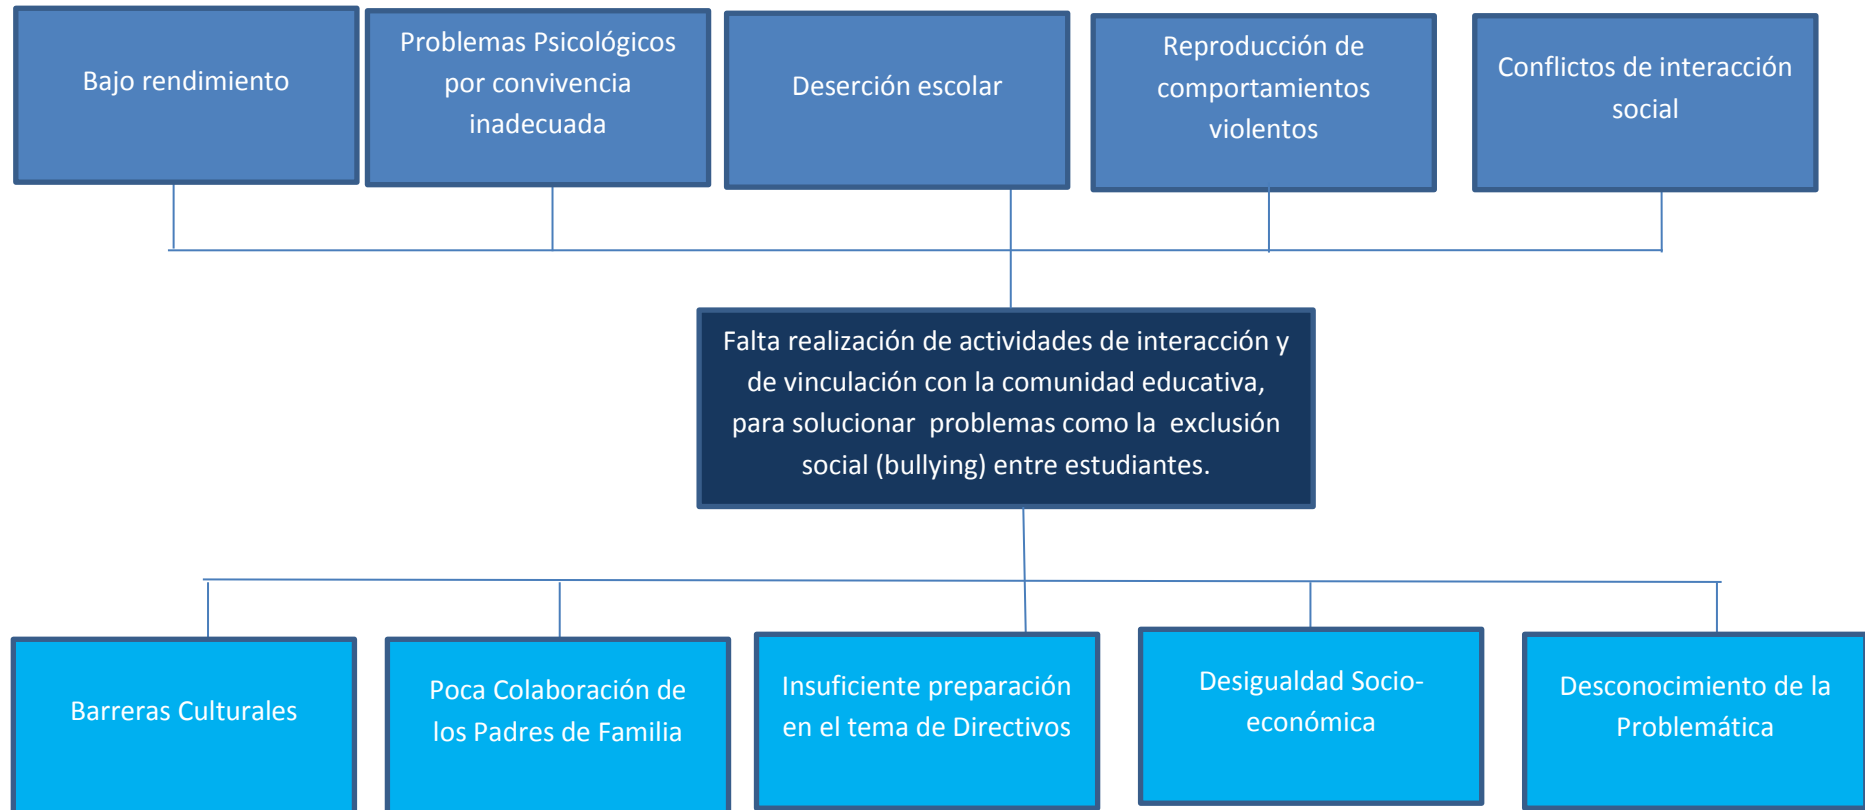 Bajo rendimiento
Problemas Psicológicos
por convivencia
inadecuada
Deserción escolar
Reproducción de
comportamientos
violentos
Conflictos de interacción
social
Falta realización de actividades de interacción y
de vinculación con la comunidad educativa,
para solucionar  problemas como la  exclusión
social (bullying) entre estudiantes.
Barreras Culturales
Poca Colaboración de
los Padres de Familia
Insuficiente preparación
en el tema de Directivos
Desigualdad Socio-
económica
Desconocimiento de la
Problemática